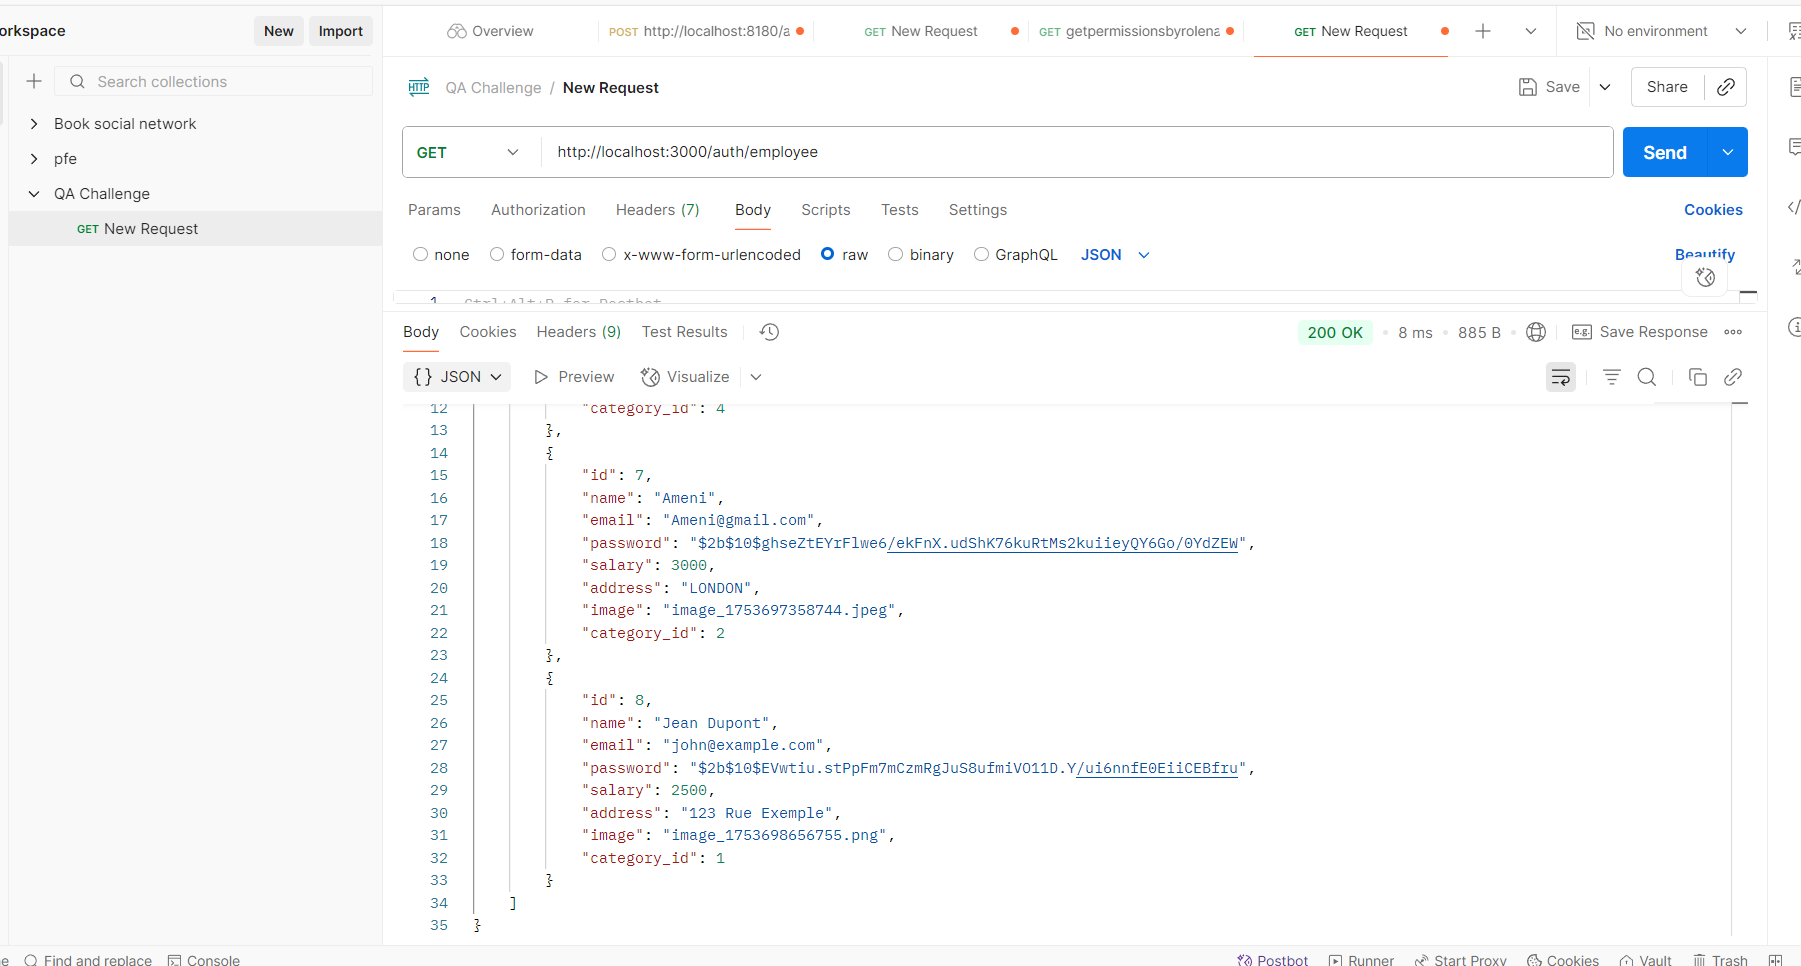 orkspace
New
Import
Overview
POST http://localhost:8180/a
GET New Request
GET getpermissionsbyrolena
GET New Request
No environment
Search collections
Book social network
pfe
QA Challenge
GET New Request
HTTP QA Challenge / New Request
Save
Share
GET
http://localhost:3000/auth/employee
Send
Params Authorization Headers (7) Body Scripts Tests Settings
Cookies
none form-data x-www-form-urlencoded raw binary GraphQL JSON
Beautify
1 Ctrl+Alt+P for Postbot
Body Cookies Headers (9) Test Results
200 OK • 8 ms • 885 B • e.g. Save Response
{} JSON Preview Visualize
12 "category_id": 4
13 },
14 {
15 "id": 7,
16 "name": "Ameni",
17 "email": "Ameni@gmail.com",
18 "password": "$2b$10$ghseZtEYrFlwe6/ekFnX.udShK76kuRtMs2kuiieyQY6Go/0YdZEW",
19 "salary": 3000,
20 "address": "LONDON",
21 "image": "image_1753697358744.jpeg",
22 "category_id": 2
23 },
24 {
25 "id": 8,
26 "name": "Jean Dupont",
27 "email": "john@example.com",
28 "password": "$2b$10$EVwtiu.stPpFm7mCzmRgJuS8ufmiVO11D.Y/ui6nnfE0EiiCEBfru",
29 "salary": 2500,
30 "address": "123 Rue Exemple",
31 "image": "image_1753698656755.png",
32 "category_id": 1
33 }
34 ]
35 }
ne Find and replace Console
Postbot Runner Start Proxy Cookies Vault Trash